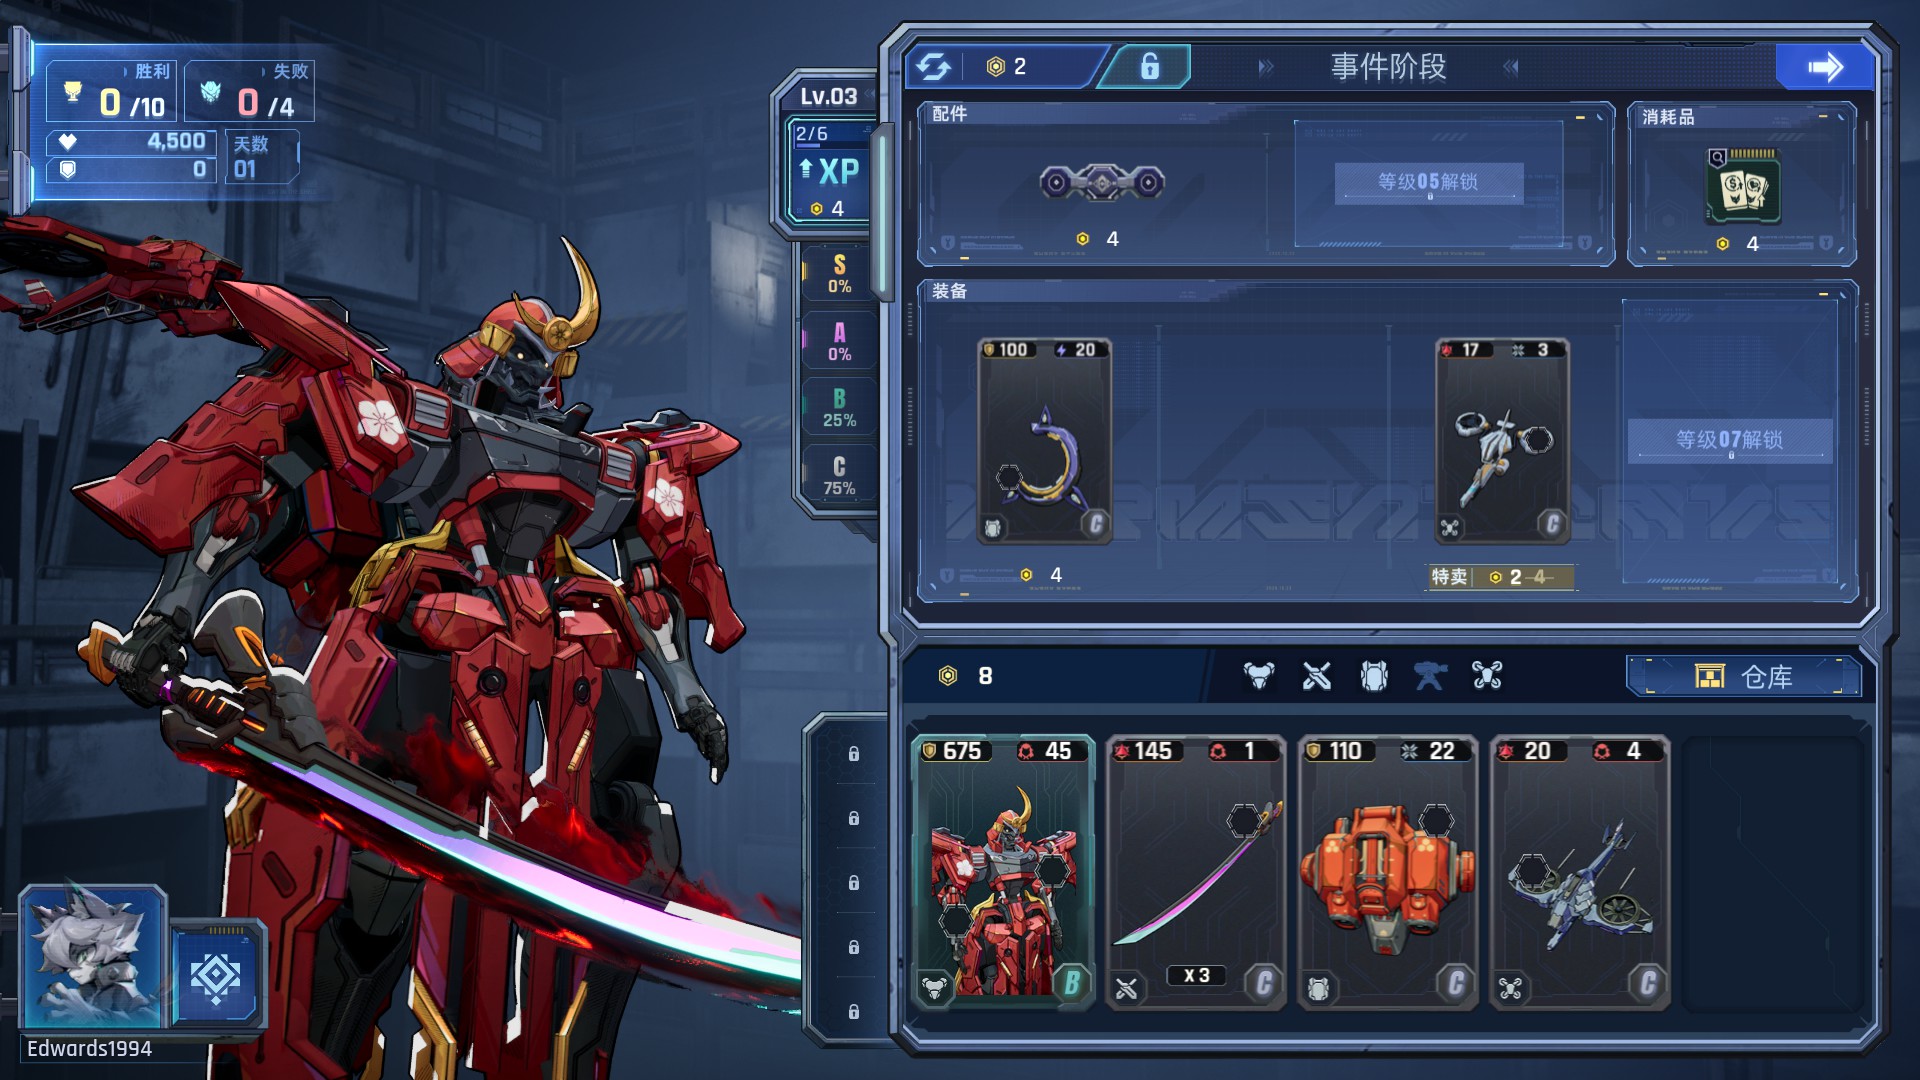 胜利
0/10
失败
0/4
4,500
0
天数
01
Lv.03
2/6
XP
4
S
0%
A
0%
B
25%
C
75%
2
事件阶段
配件
4
等级05解锁
消耗品
4
装备
100 20
C
4
17 3
C
特卖 2 4
等级07解锁
8
仓库
675 45
B
145 1
x3
C
110 22
C
20 4
C
Edwards1994